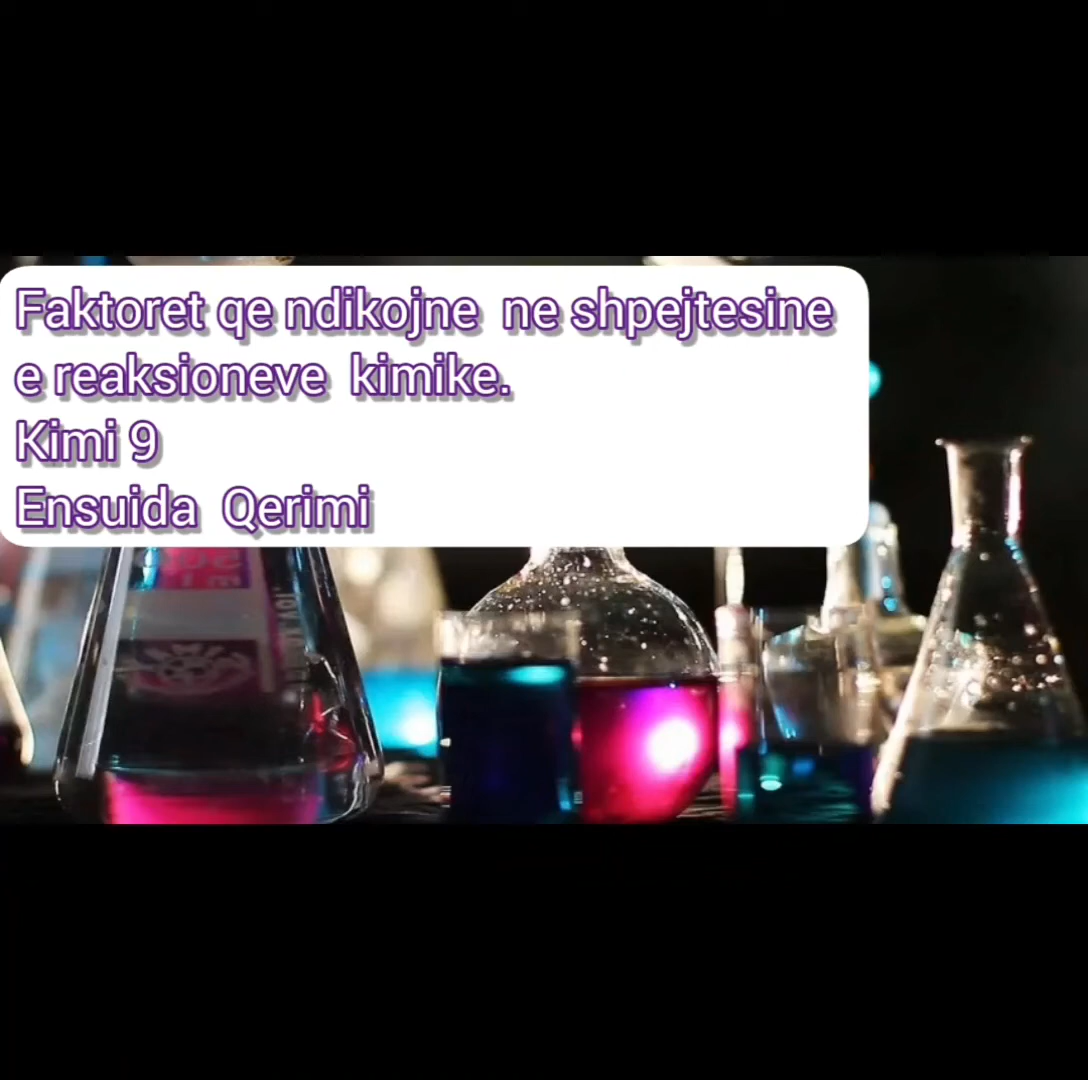 Faktoret qe ndikojne ne shpejtesine
e reaksioneve kimike.
Kimi 9
Ensuida Qerimi